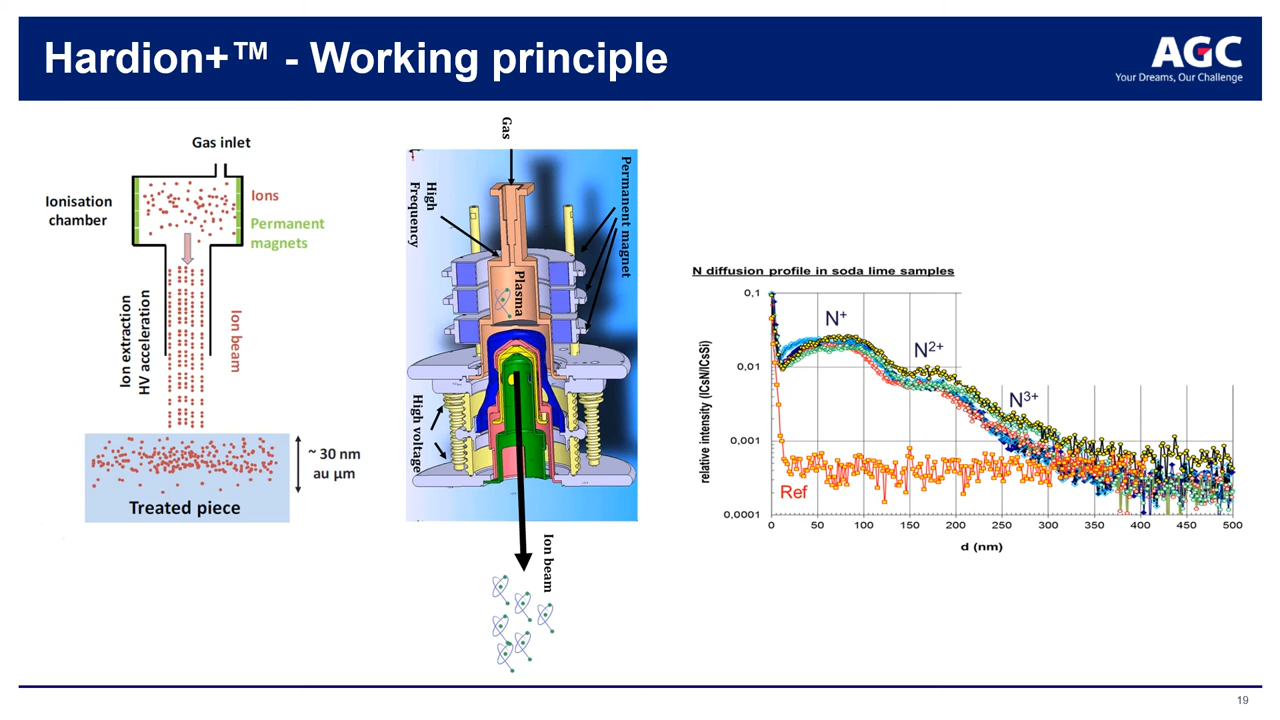 Hardion+™ - Working principle
AGC
Your Dreams, Our Challenge
Gas inlet
Ionisation
chamber
Ions
Permanent
magnets
Ion extraction
HV acceleration
Ion beam
~ 30 nm
au µm
Treated piece
Gas
High
Frequency
Permanent magnet
Plasma
High voltage
Ion beam
N diffusion profile in soda lime samples
relative intensity (ICsN/ICsSi)
0,1
0,01
0,001
0,0001
N+
N2+
N3+
Ref
0 50 100 150 200 250 300 350 400 450 500
d (nm)
19